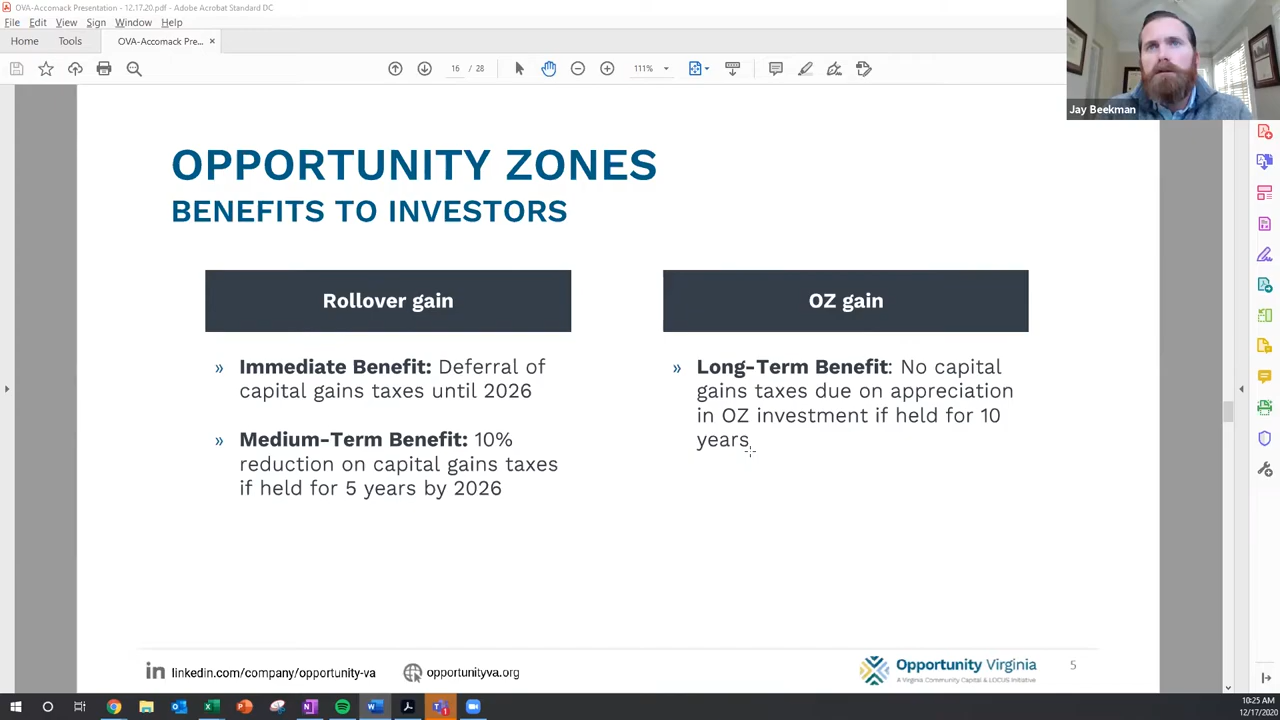 OVA-Accomack Presentation - 12.17.20.pdf - Adobe Acrobat Standard DC
File Edit View Sign Window Help
Home Tools OVA-Accomack Pre... ×
16 / 28 111%
Jay Beekman
OPPORTUNITY ZONES
BENEFITS TO INVESTORS
Rollover gain
» Immediate Benefit: Deferral of
capital gains taxes until 2026
» Medium-Term Benefit: 10%
reduction on capital gains taxes
if held for 5 years by 2026
OZ gain
» Long-Term Benefit: No capital
gains taxes due on appreciation
in OZ investment if held for 10
years
in linkedin.com/company/opportunity-va
opportunityva.org
Opportunity Virginia
A Virginia Community Capital & LOCUS Initiative
5
10:25 AM
12/17/2020